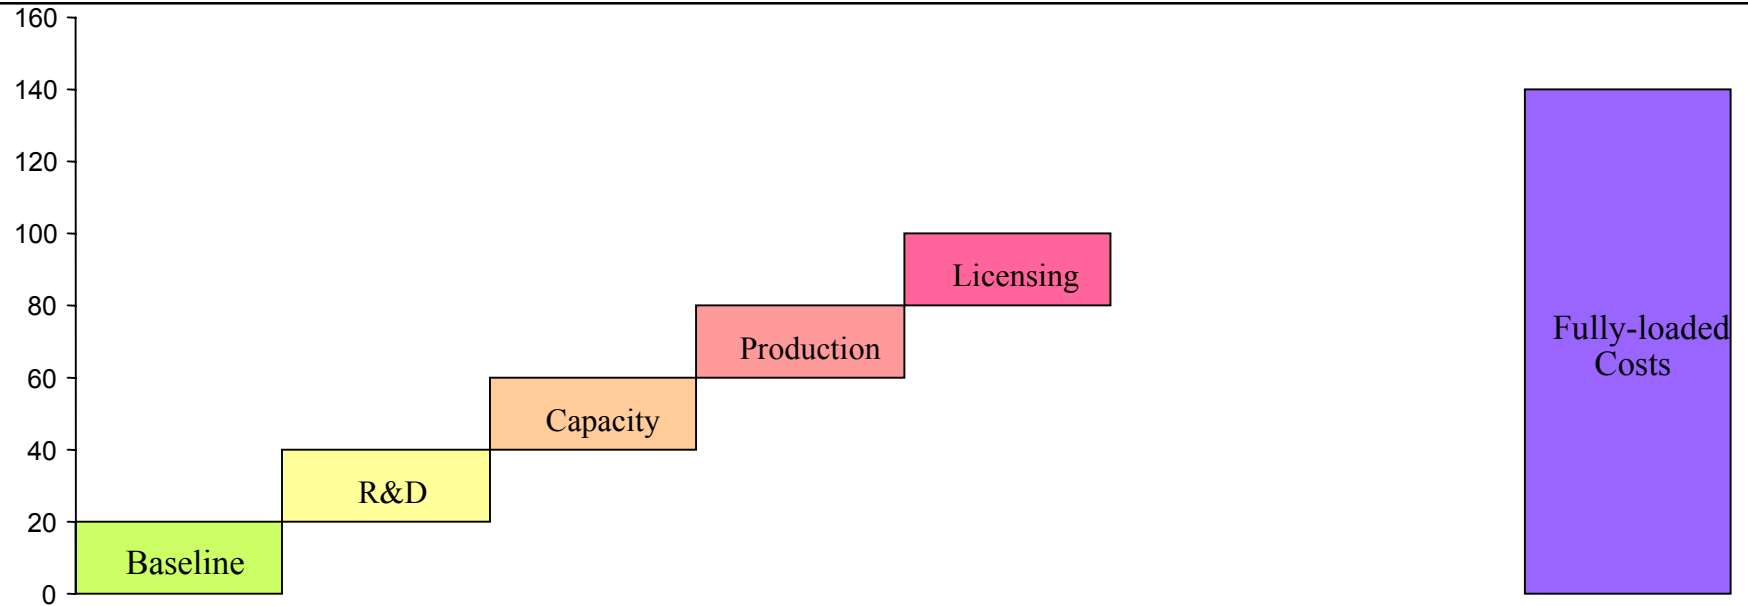 160
140
120
100
80
60
40
20
0
Baseline
R&D
Capacity
Production
Licensing
Fully-loaded
Costs